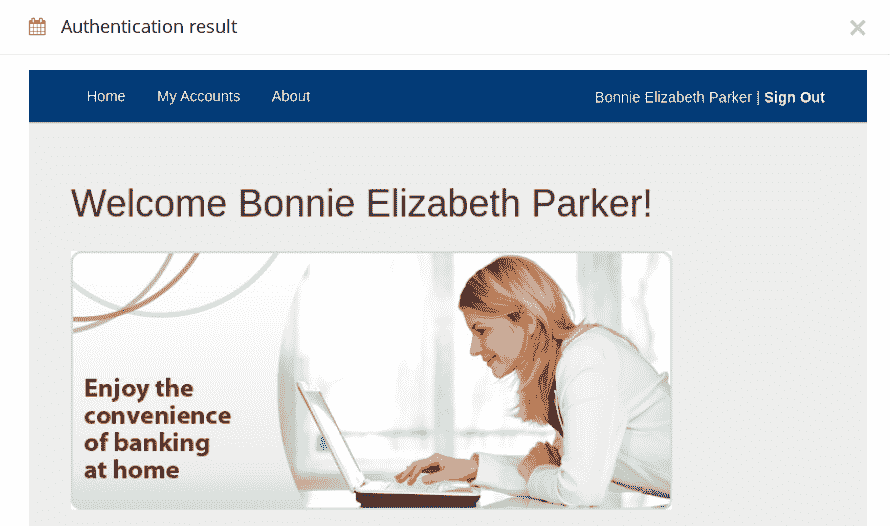 Authentication result
Home My Accounts About Bonnie Elizabeth Parker | Sign Out
Welcome Bonnie Elizabeth Parker!
Enjoy the
convenience
of banking
at home